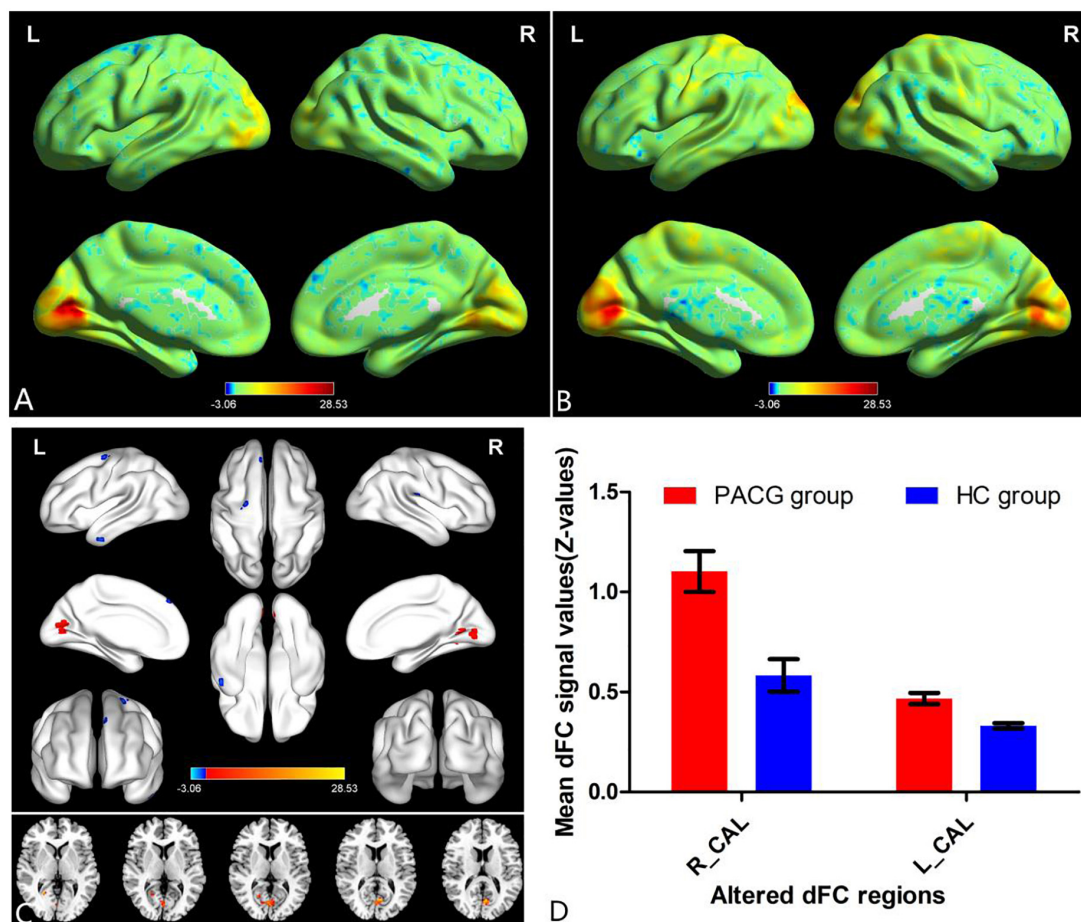 L R L R
A -3.06 28.53 B -3.06 28.53
L R
-3.06 28.53
C
Mean dFC signal values(Z-values)
1.5
1.0
0.5
0.0
PACG group HC group
R_CAL L_CAL
Altered dFC regions
D